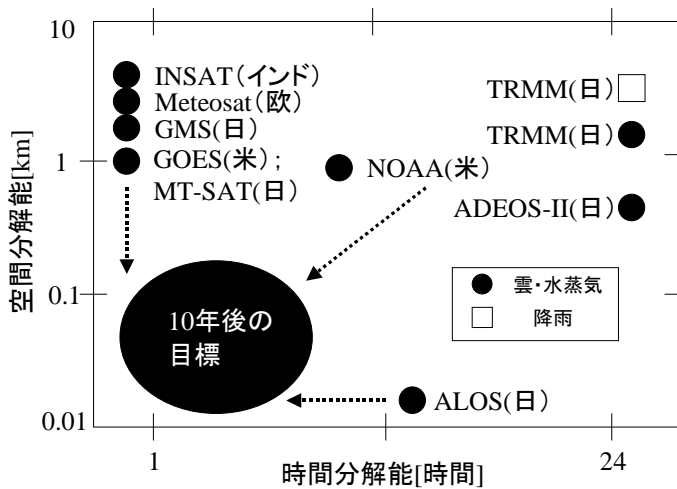 10
1
0.1
0.01
空間分解能[km]
INSAT(インド)
Meteosat(欧)
GMS(日)
GOES(米);
MT-SAT(日)
NOAA(米)
TRMM(日)
TRMM(日)
ADEOS-II(日)
雲・水蒸気
降雨
10年後の
目標
ALOS(日)
1
24
時間分解能[時間]